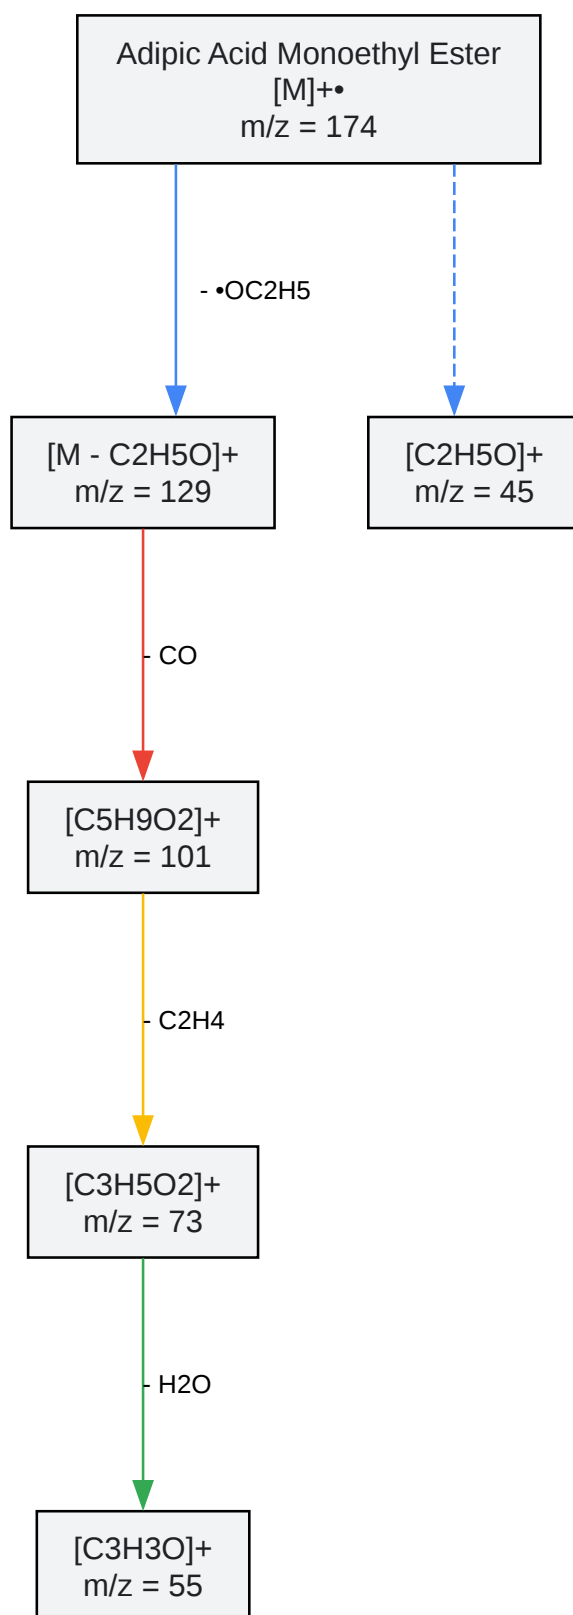 Adipic Acid Monoethyl Ester
[M]+•
m/z = 174
- •OC2H5
[M - C2H5O]+
m/z = 129
[C2H5O]+
m/z = 45
- CO
[C5H9O2]+
m/z = 101
- C2H4
[C3H5O2]+
m/z = 73
- H2O
[C3H3O]+
m/z = 55